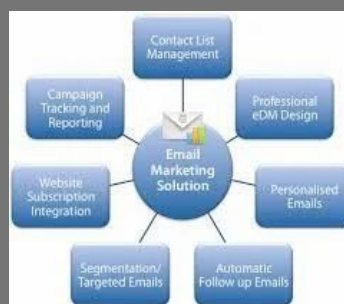 Contact List
Management
Campaign
Tracking and
Reporting
Professional
eDM Design
Email
Marketing
Solution
Website
Subscription
Integration
Personalised
Emails
Segmentation/
Targeted Emails
Automatic
Follow up Emails